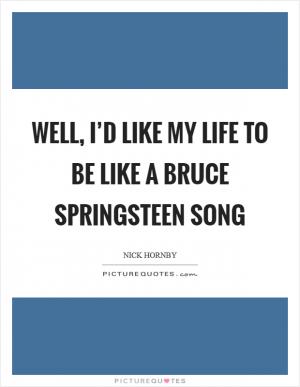 WELL, I'D LIKE MY LIFE TO
BE LIKE A BRUCE
SPRINGSTEEN SONG
NICK HORNBY
PICTUREQUOTES.com
PICTUREQUOTES